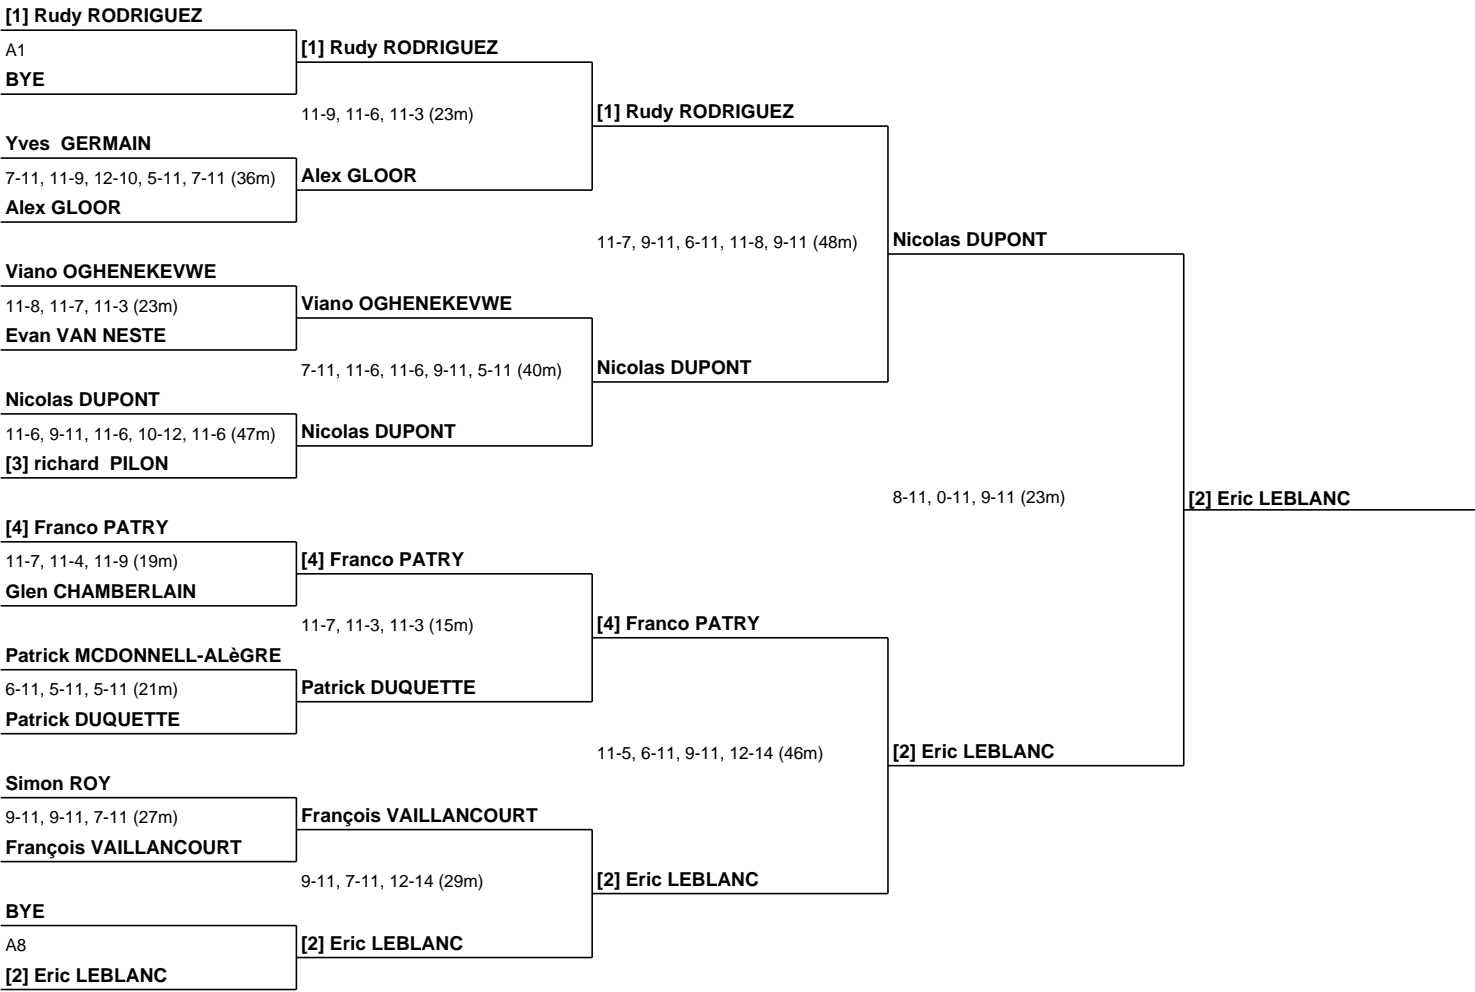 [1] Rudy RODRIGUEZ
A1
BYE
Yves  GERMAIN
7-11, 11-9, 12-10, 5-11, 7-11 (36m)
Alex GLOOR
Viano OGHENEKEVWE
11-8, 11-7, 11-3 (23m)
Evan VAN NESTE
Nicolas DUPONT
11-6, 9-11, 11-6, 10-12, 11-6 (47m)
[3] richard  PILON
[4] Franco PATRY
11-7, 11-4, 11-9 (19m)
Glen CHAMBERLAIN
Patrick MCDONNELL-ALèGRE
6-11, 5-11, 5-11 (21m)
Patrick DUQUETTE
Simon ROY
9-11, 9-11, 7-11 (27m)
François VAILLANCOURT
BYE
A8
[2] Eric LEBLANC
[1] Rudy RODRIGUEZ
11-9, 11-6, 11-3 (23m)
Alex GLOOR
Viano OGHENEKEVWE
7-11, 11-6, 11-6, 9-11, 5-11 (40m)
Nicolas DUPONT
[4] Franco PATRY
11-7, 11-3, 11-3 (15m)
Patrick DUQUETTE
François VAILLANCOURT
9-11, 7-11, 12-14 (29m)
[2] Eric LEBLANC
[1] Rudy RODRIGUEZ
11-7, 9-11, 6-11, 11-8, 9-11 (48m)
Nicolas DUPONT
[4] Franco PATRY
11-5, 6-11, 9-11, 12-14 (46m)
[2] Eric LEBLANC
Nicolas DUPONT
8-11, 0-11, 9-11 (23m)
[2] Eric LEBLANC
[2] Eric LEBLANC